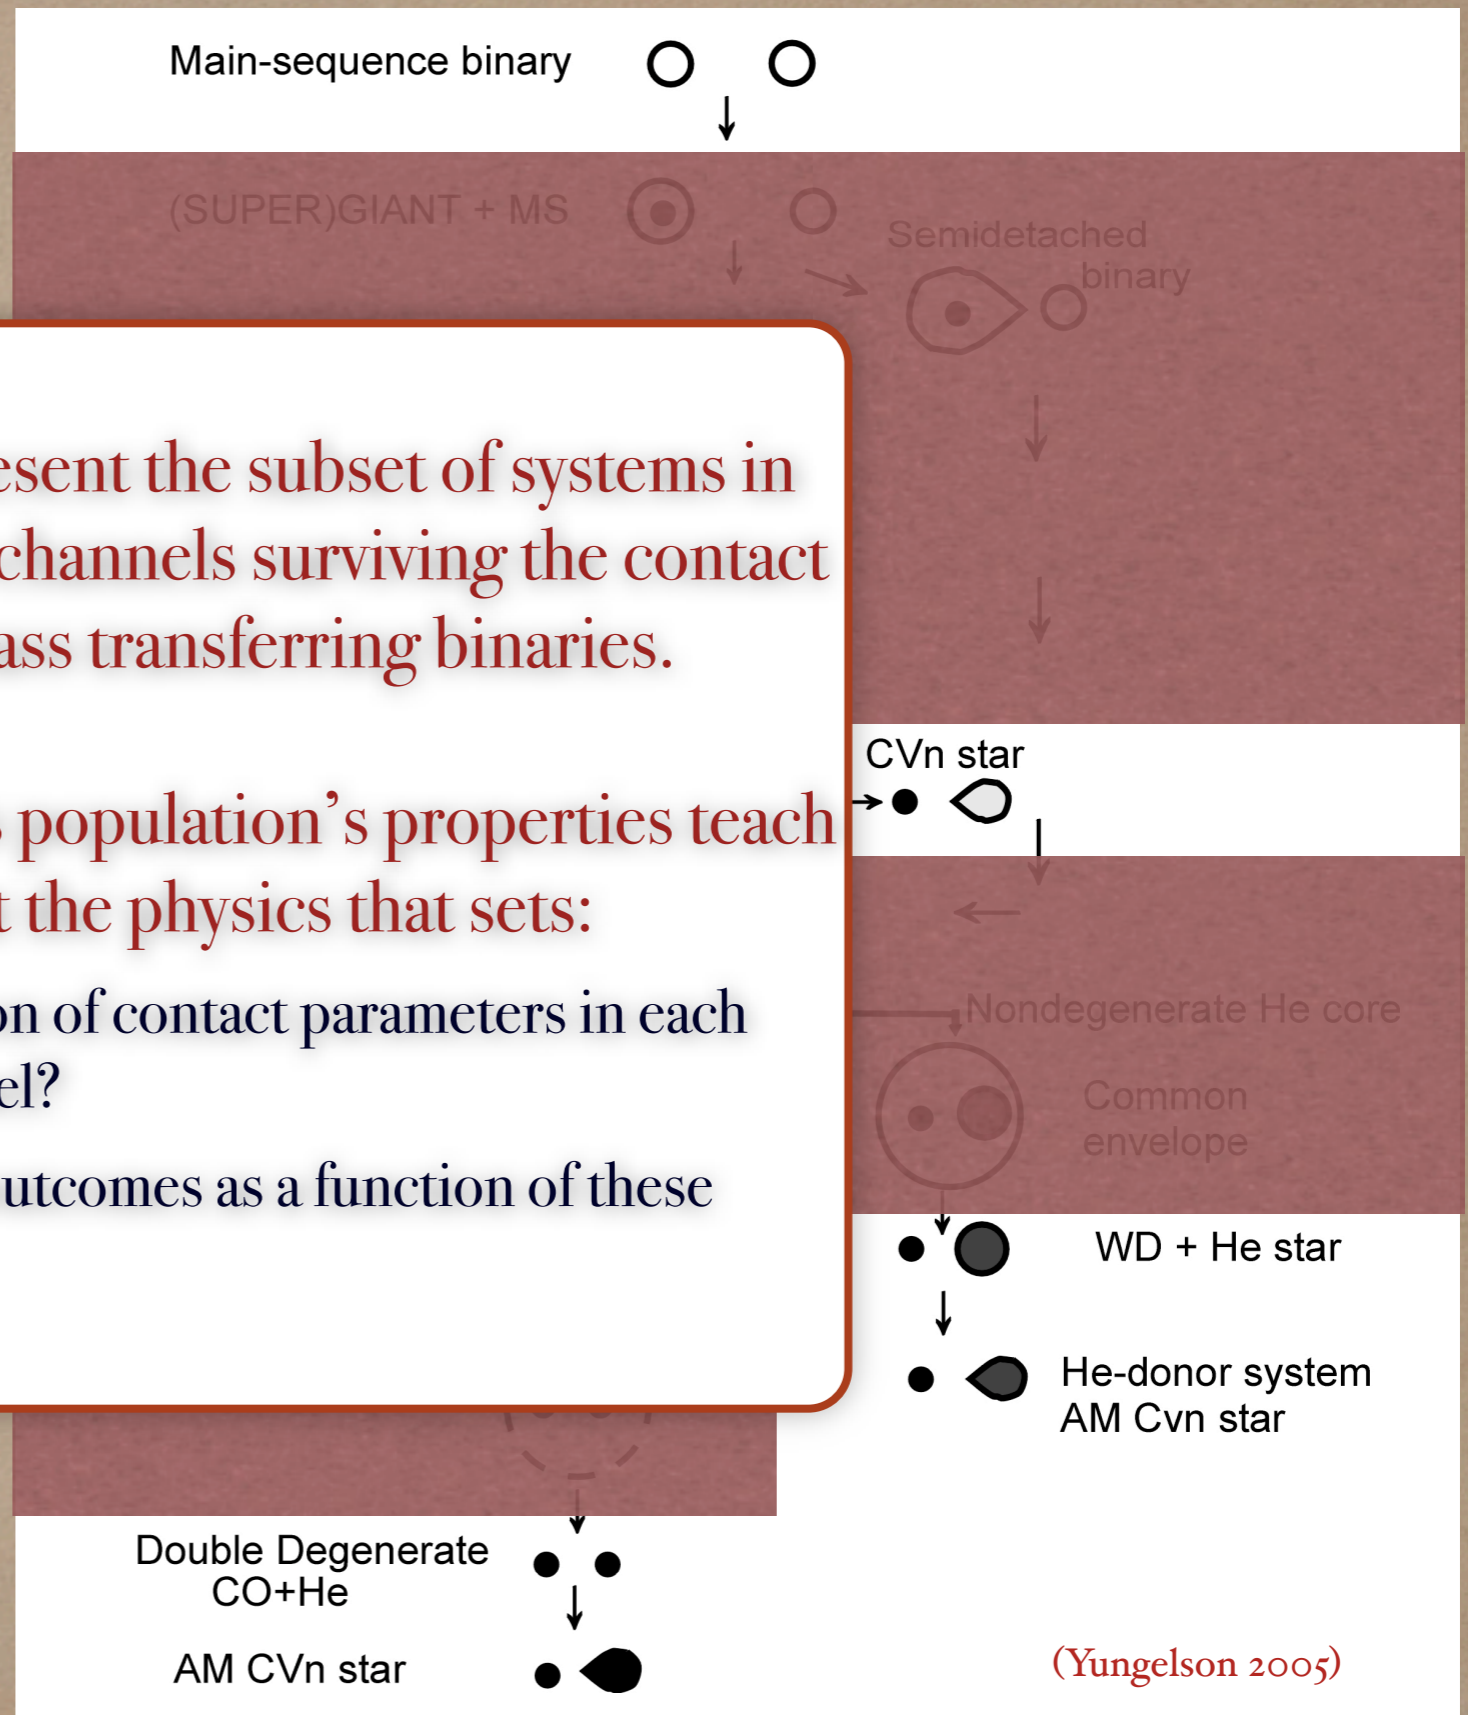 Main-sequence binary
(SUPER)GIANT + MS
Semidetached
binary
esent the subset of systems in
channels surviving the contact
ass transferring binaries.
CVn star
population’s properties teach
t the physics that sets:
on of contact parameters in each
el?
Nondegenerate He core
Common
envelope
utcomes as a function of these
WD + He star
He-donor system
AM Cvn star
Double Degenerate
CO+He
AM CVn star
(Yungelson 2005)